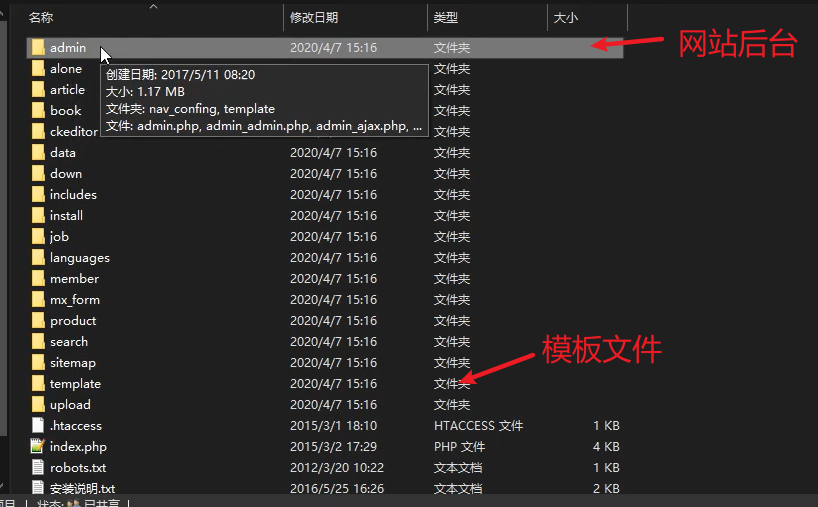 名称 修改日期 类型 大小
admin 2020/4/7 15:16 文件夹
网站后台
alone 文件夹
创建日期: 2017/5/11 08:20
article 文件夹
大小: 1.17 MB
book 文件夹
文件夹: nav_confing, template
ckeditor 文件夹
文件: admin.php, admin_admin.php, admin_ajax.php, ...
data 2020/4/7 15:16 文件夹
down 2020/4/7 15:16 文件夹
includes 2020/4/7 15:16 文件夹
install 2020/4/7 15:16 文件夹
job 2020/4/7 15:16 文件夹
languages 2020/4/7 15:16 文件夹
member 2020/4/7 15:16 文件夹
mx_form 2020/4/7 15:16 文件夹
product 2020/4/7 15:16 文件夹
search 2020/4/7 15:16 文件夹
模板文件
sitemap 2020/4/7 15:16 文件夹
template 2020/4/7 15:16 文件夹
upload 2020/4/7 15:16 文件夹
.htaccess 2015/3/1 18:10 HTACCESS 文件 1 KB
index.php 2015/3/2 17:29 PHP 文件 4 KB
robots.txt 2012/3/20 10:22 文本文档 1 KB
安装说明.txt 2016/5/25 16:26 文本文档 2 KB
状态: 已共享